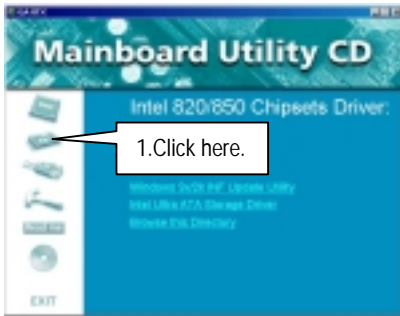 Mainboard Utility CD
Intel 820/850 Chipsets Driver:
1.Click here.
Windows 9x/2K INF Update Utility
Intel Ultra ATA Storage Driver
Browse this Directory
EXIT